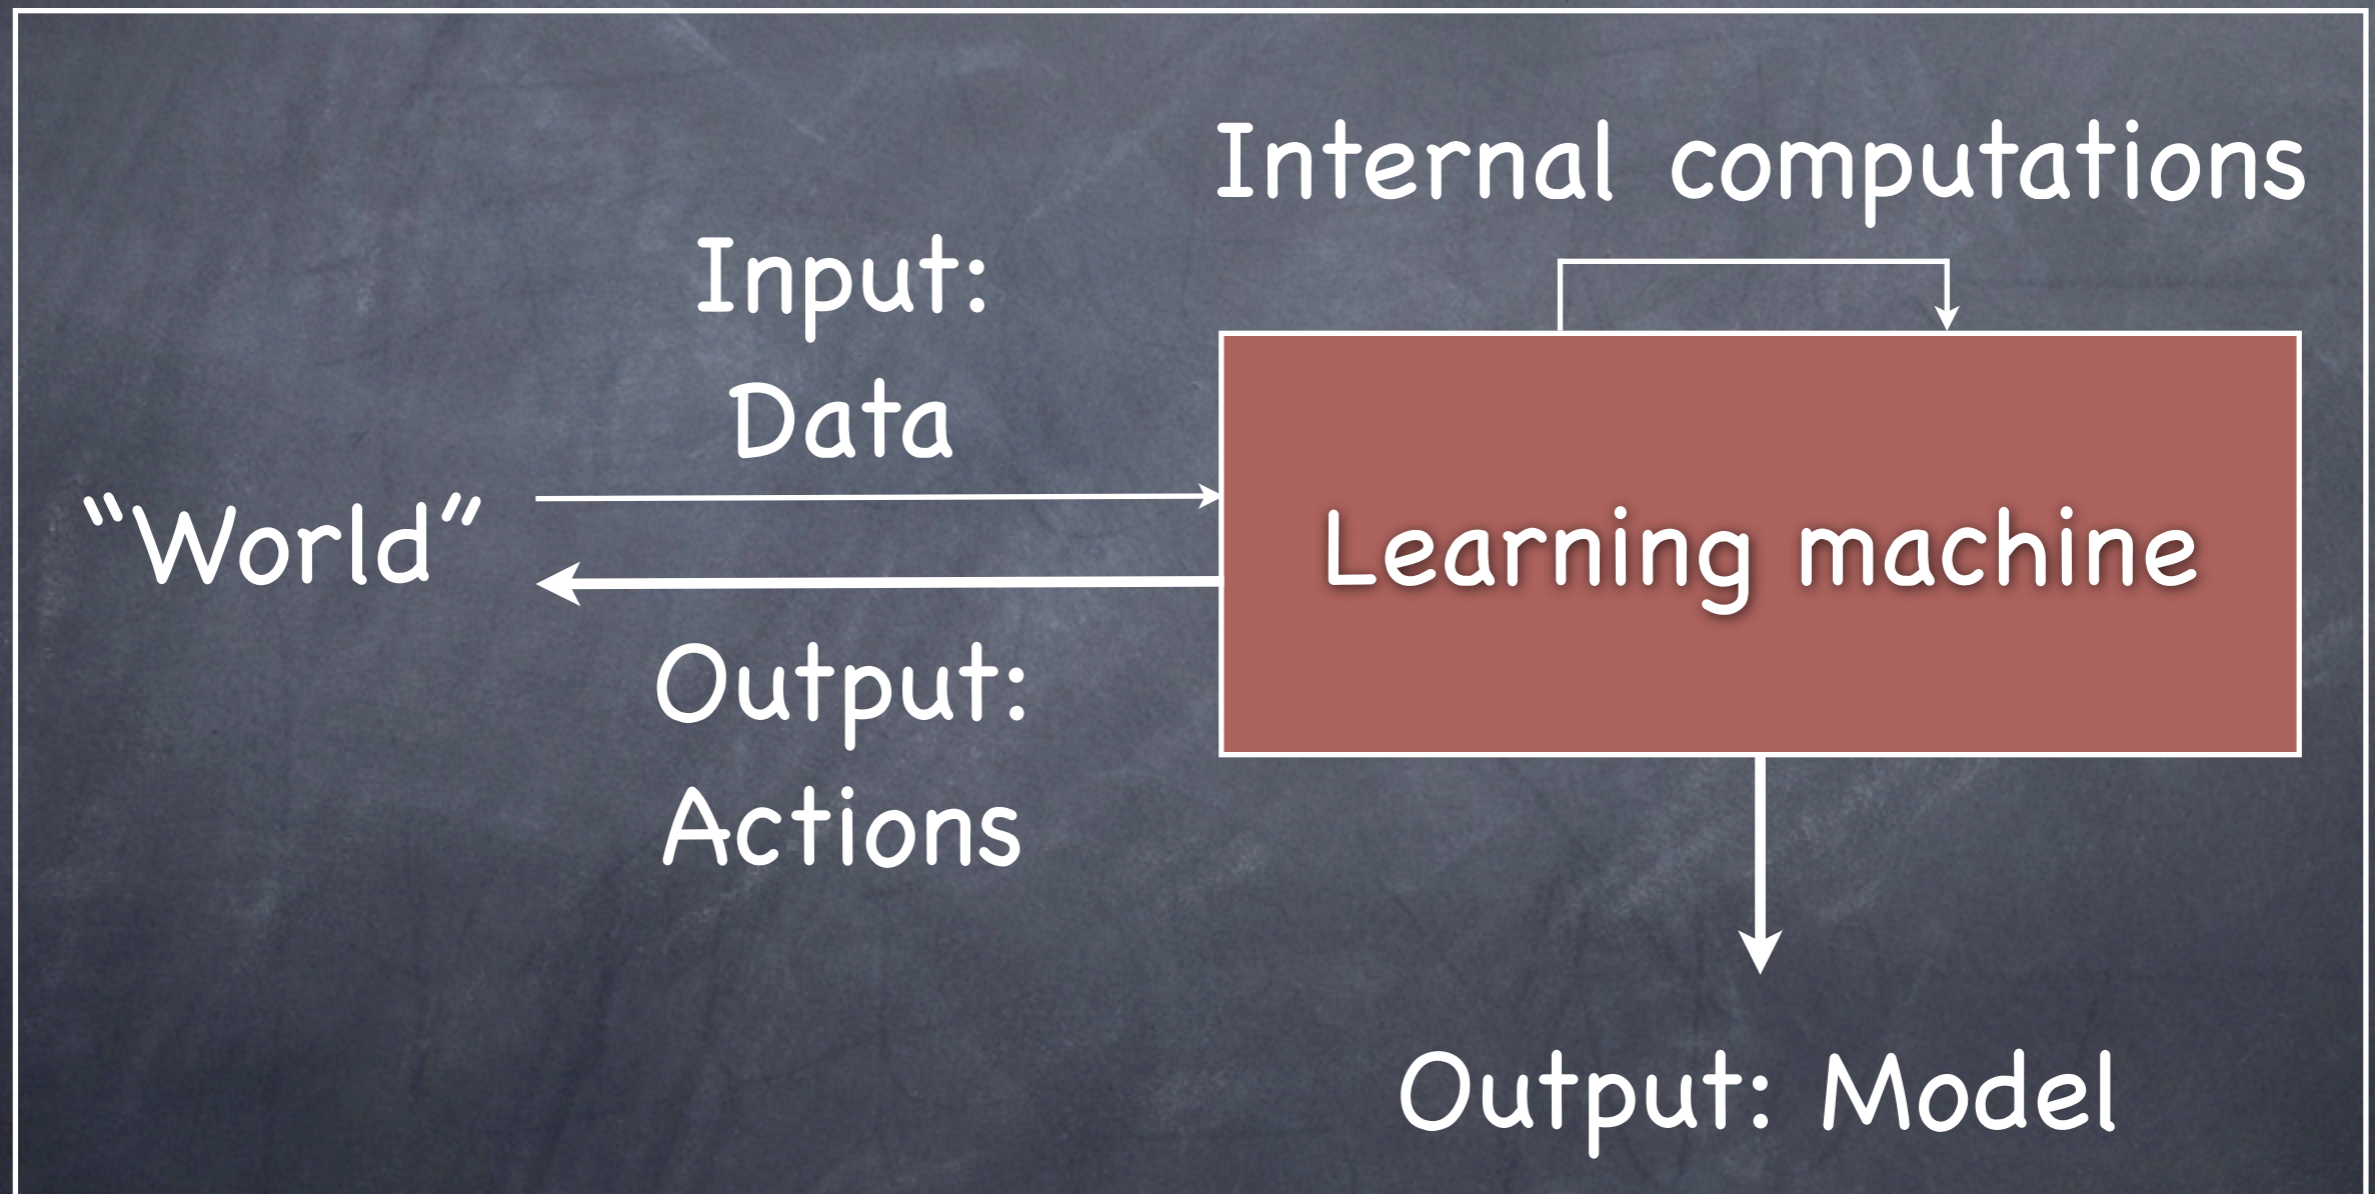 Internal computations
Input:
Data
“World”
Learning machine
Output:
Actions
Output: Model